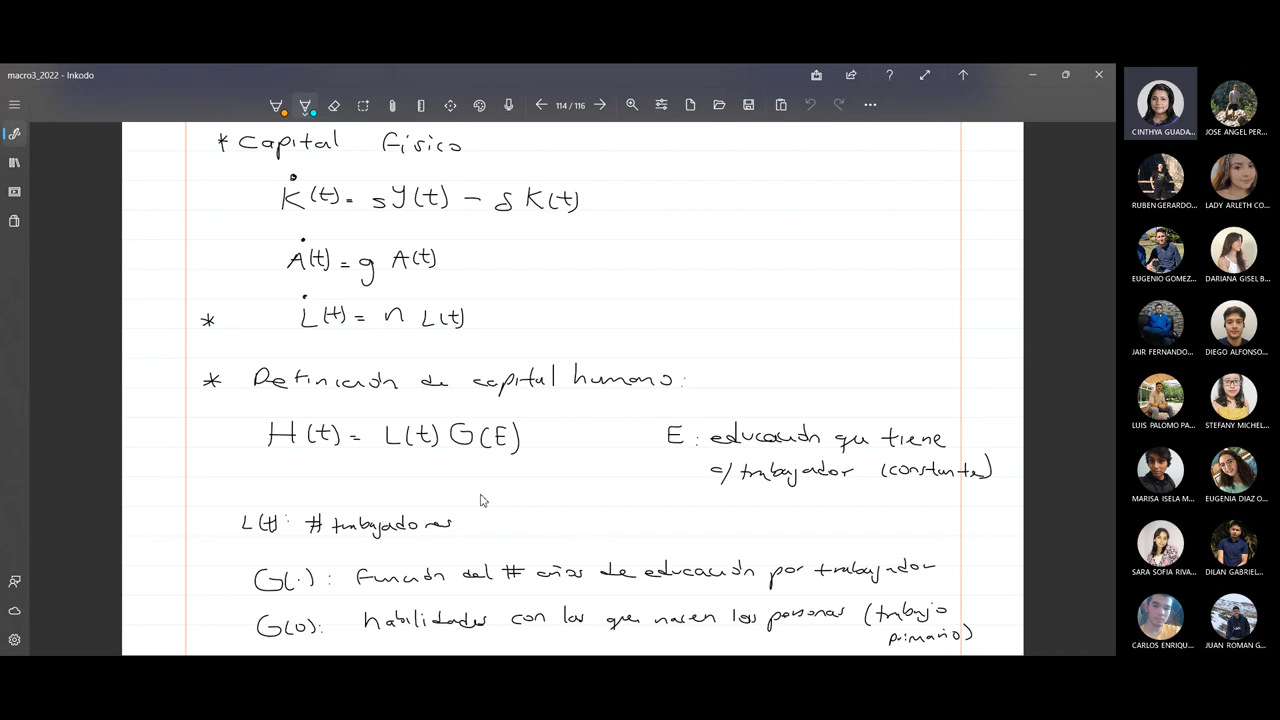 macro3_2022 - Inkodo
114 / 116
* Capital físico
K̇(t) = sY(t) - δ K(t)
Ȧ(t) = g A(t)
* L̇(t) = n L(t)
* Definición de capital humano:
H(t) = L(t) G(E)
E : educación que tiene
c/ trabajador (constantes)
L(t): # trabajadores
G(.) : Función del # años de educación por trabajador
G(0): habilidades con las que nacen las personas (trabajo
primario)
CINTHYA GUADA...
JOSE ANGEL PER...
RUBEN GERARDO...
LADY ARLETH CO...
EUGENIO GOMEZ...
DARIANA GISEL B...
JAIR FERNANDO...
DIEGO ALFONSO...
LUIS PALOMO PA...
STEFANY MICHEL...
MARISA ISELA M...
EUGENIA DIAZ O...
SARA SOFIA RIVA...
DILAN GABRIEL...
CARLOS ENRIQU...
JUAN ROMAN G...